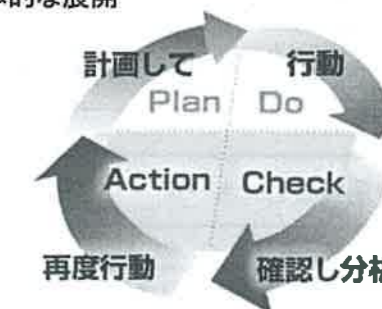 的な展開
計画して 行動
Plan Do
Action Check
再度行動 確認し分析